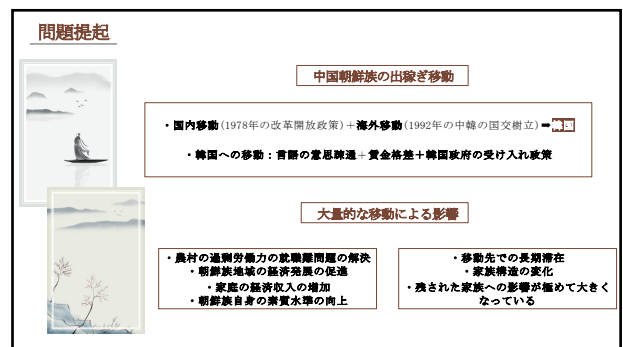 問題提起
中国朝鮮族の出稼ぎ移動
・国内移動(1978年の改革開放政策)＋海外移動(1992年の中韓の国交樹立)➡韓国
・韓国への移動：言語の意思疎通＋賃金格差＋韓国政府の受け入れ政策
大量的な移動による影響
・農村の過剰労働力の就職難問題の解決
・朝鮮族地域の経済発展の促進
・家庭の経済収入の増加
・朝鮮族自身の素質水準の向上
・移動先での長期滞在
・家族構造の変化
・残された家族への影響が極めて大きく
なっている